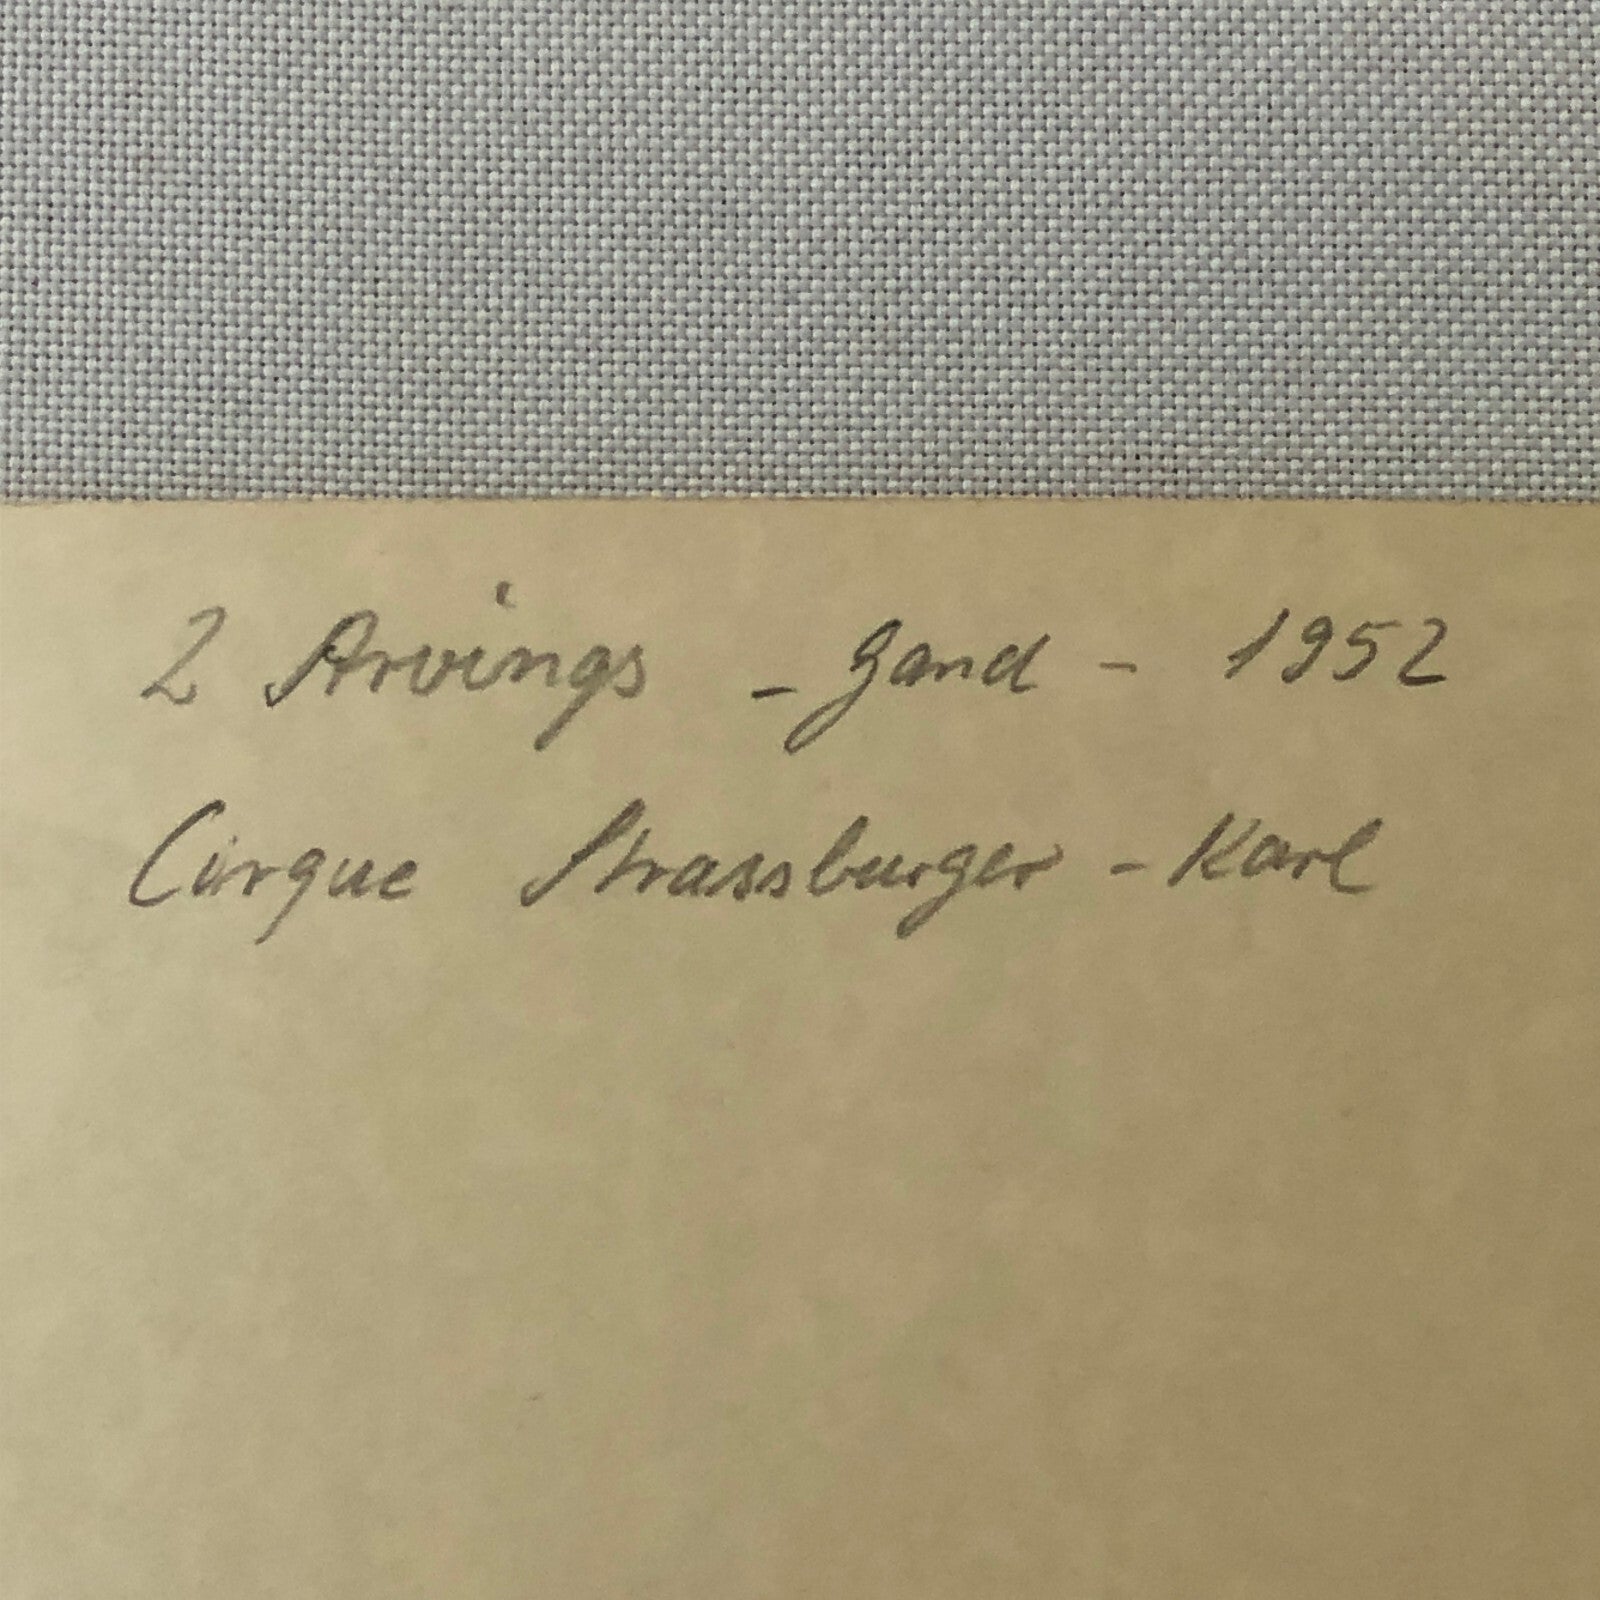 2 Arvings - Gand - 1952
Cirque Strassburger - Karl